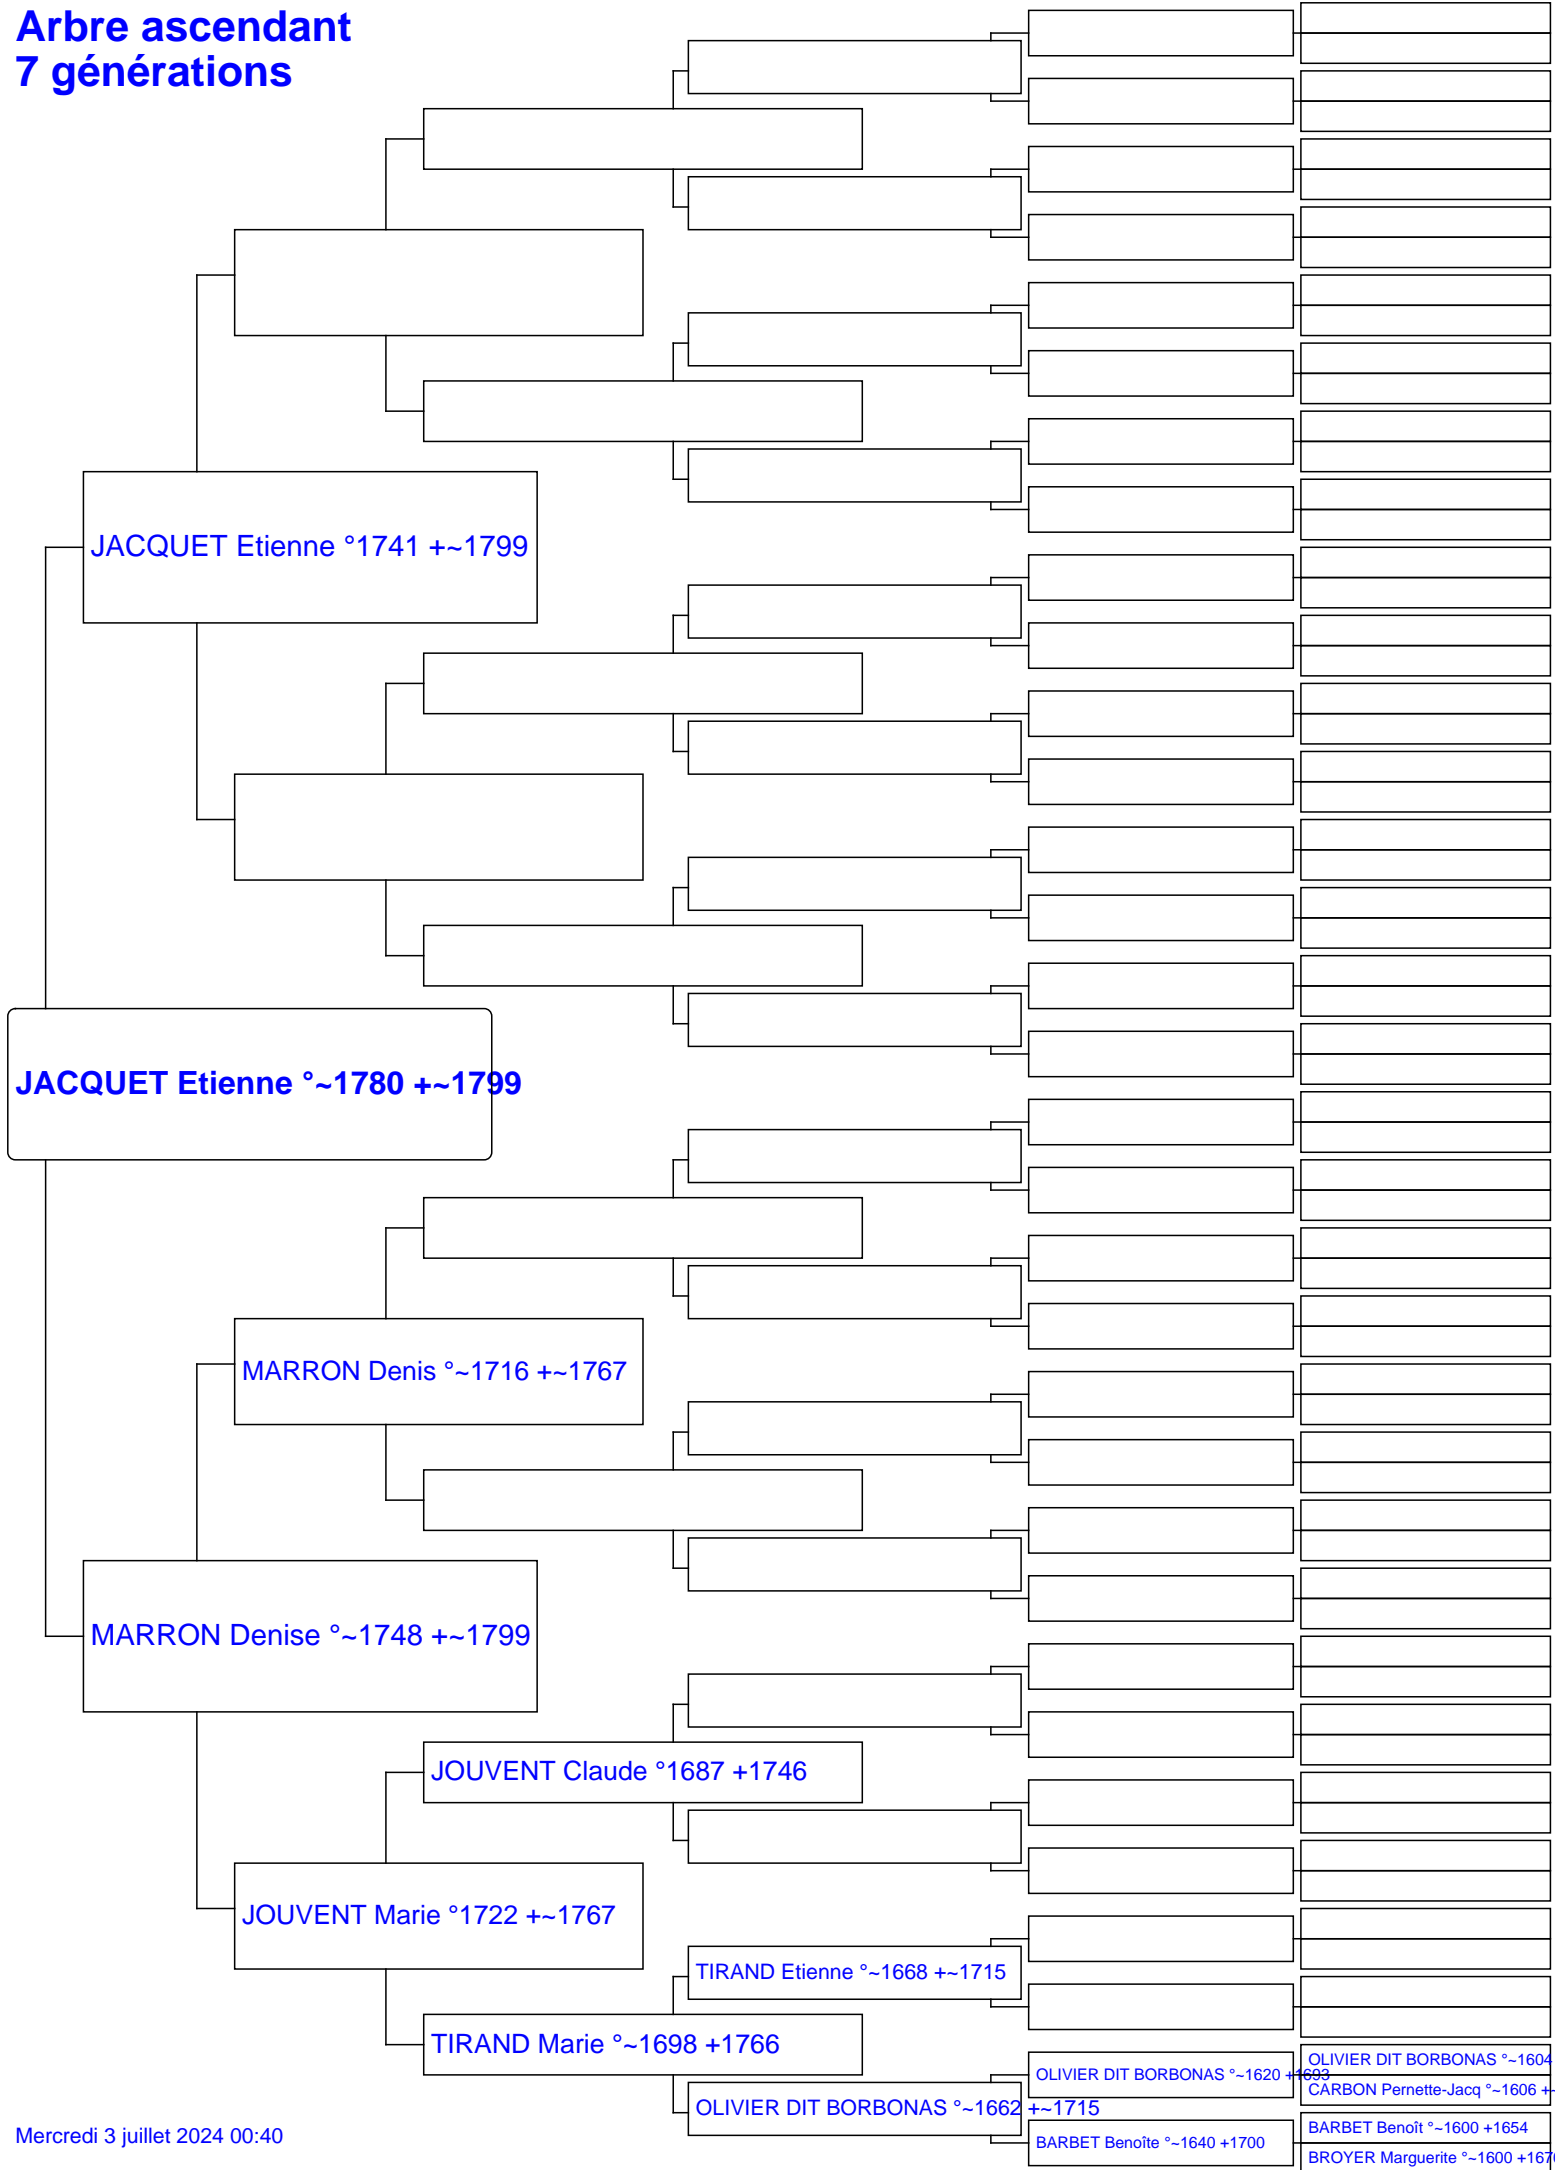 Arbre ascendant
7 générations
JACQUET Etienne °1741 +~1799
JACQUET Etienne °~1780 +~1799
MARRON Denis °~1716 +~1767
MARRON Denise °~1748 +~1799
JOUVENT Claude °1687 +1746
JOUVENT Marie °1722 +~1767
TIRAND Etienne °~1668 +~1715
TIRAND Marie °~1698 +1766
OLIVIER DIT BORBONAS °~1620 +1693
OLIVIER DIT BORBONAS °~1604
CARBON Pernette-Jacq °~1606 +~
OLIVIER DIT BORBONAS °~1662 +~1715
BARBET Benoît °~1600 +1654
BARBET Benoîte °~1640 +1700
BROYER Marguerite °~1600 +1670
Mercredi 3 juillet 2024 00:40